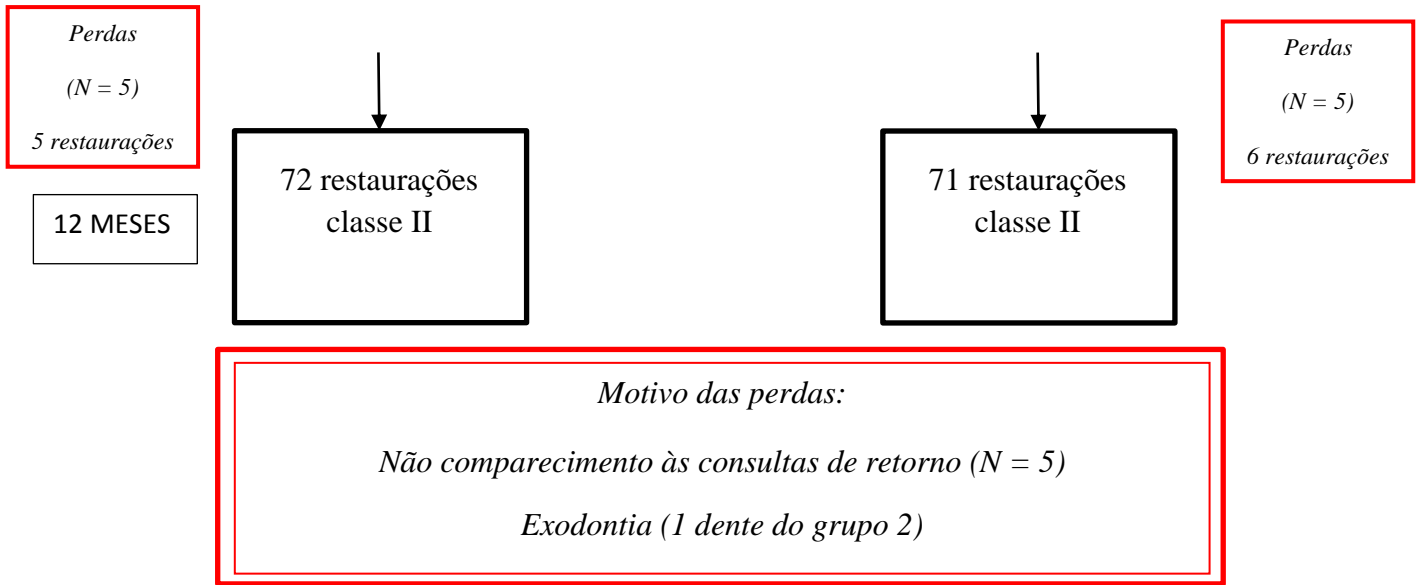 Perdas
(N = 5)
5 restaurações
Perdas
(N = 5)
6 restaurações
12 MESES
72 restaurações
classe II
71 restaurações
classe II
Motivo das perdas:
Não comparecimento às consultas de retorno (N = 5)
Exodontia (1 dente do grupo 2)